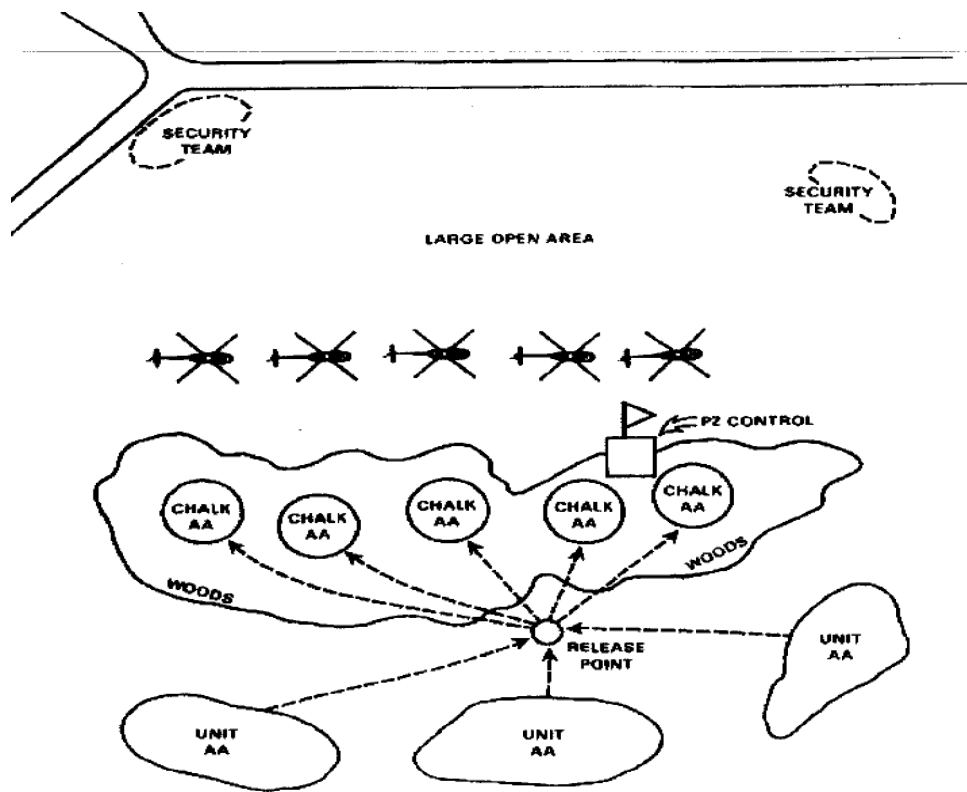 SECURITY
TEAM
SECURITY
TEAM
LARGE OPEN AREA
PZ CONTROL
CHALK
AA
CHALK
AA
CHALK
AA
CHALK
AA
CHALK
AA
WOODS
WOODS
RELEASE
POINT
UNIT
AA
UNIT
AA
UNIT
AA